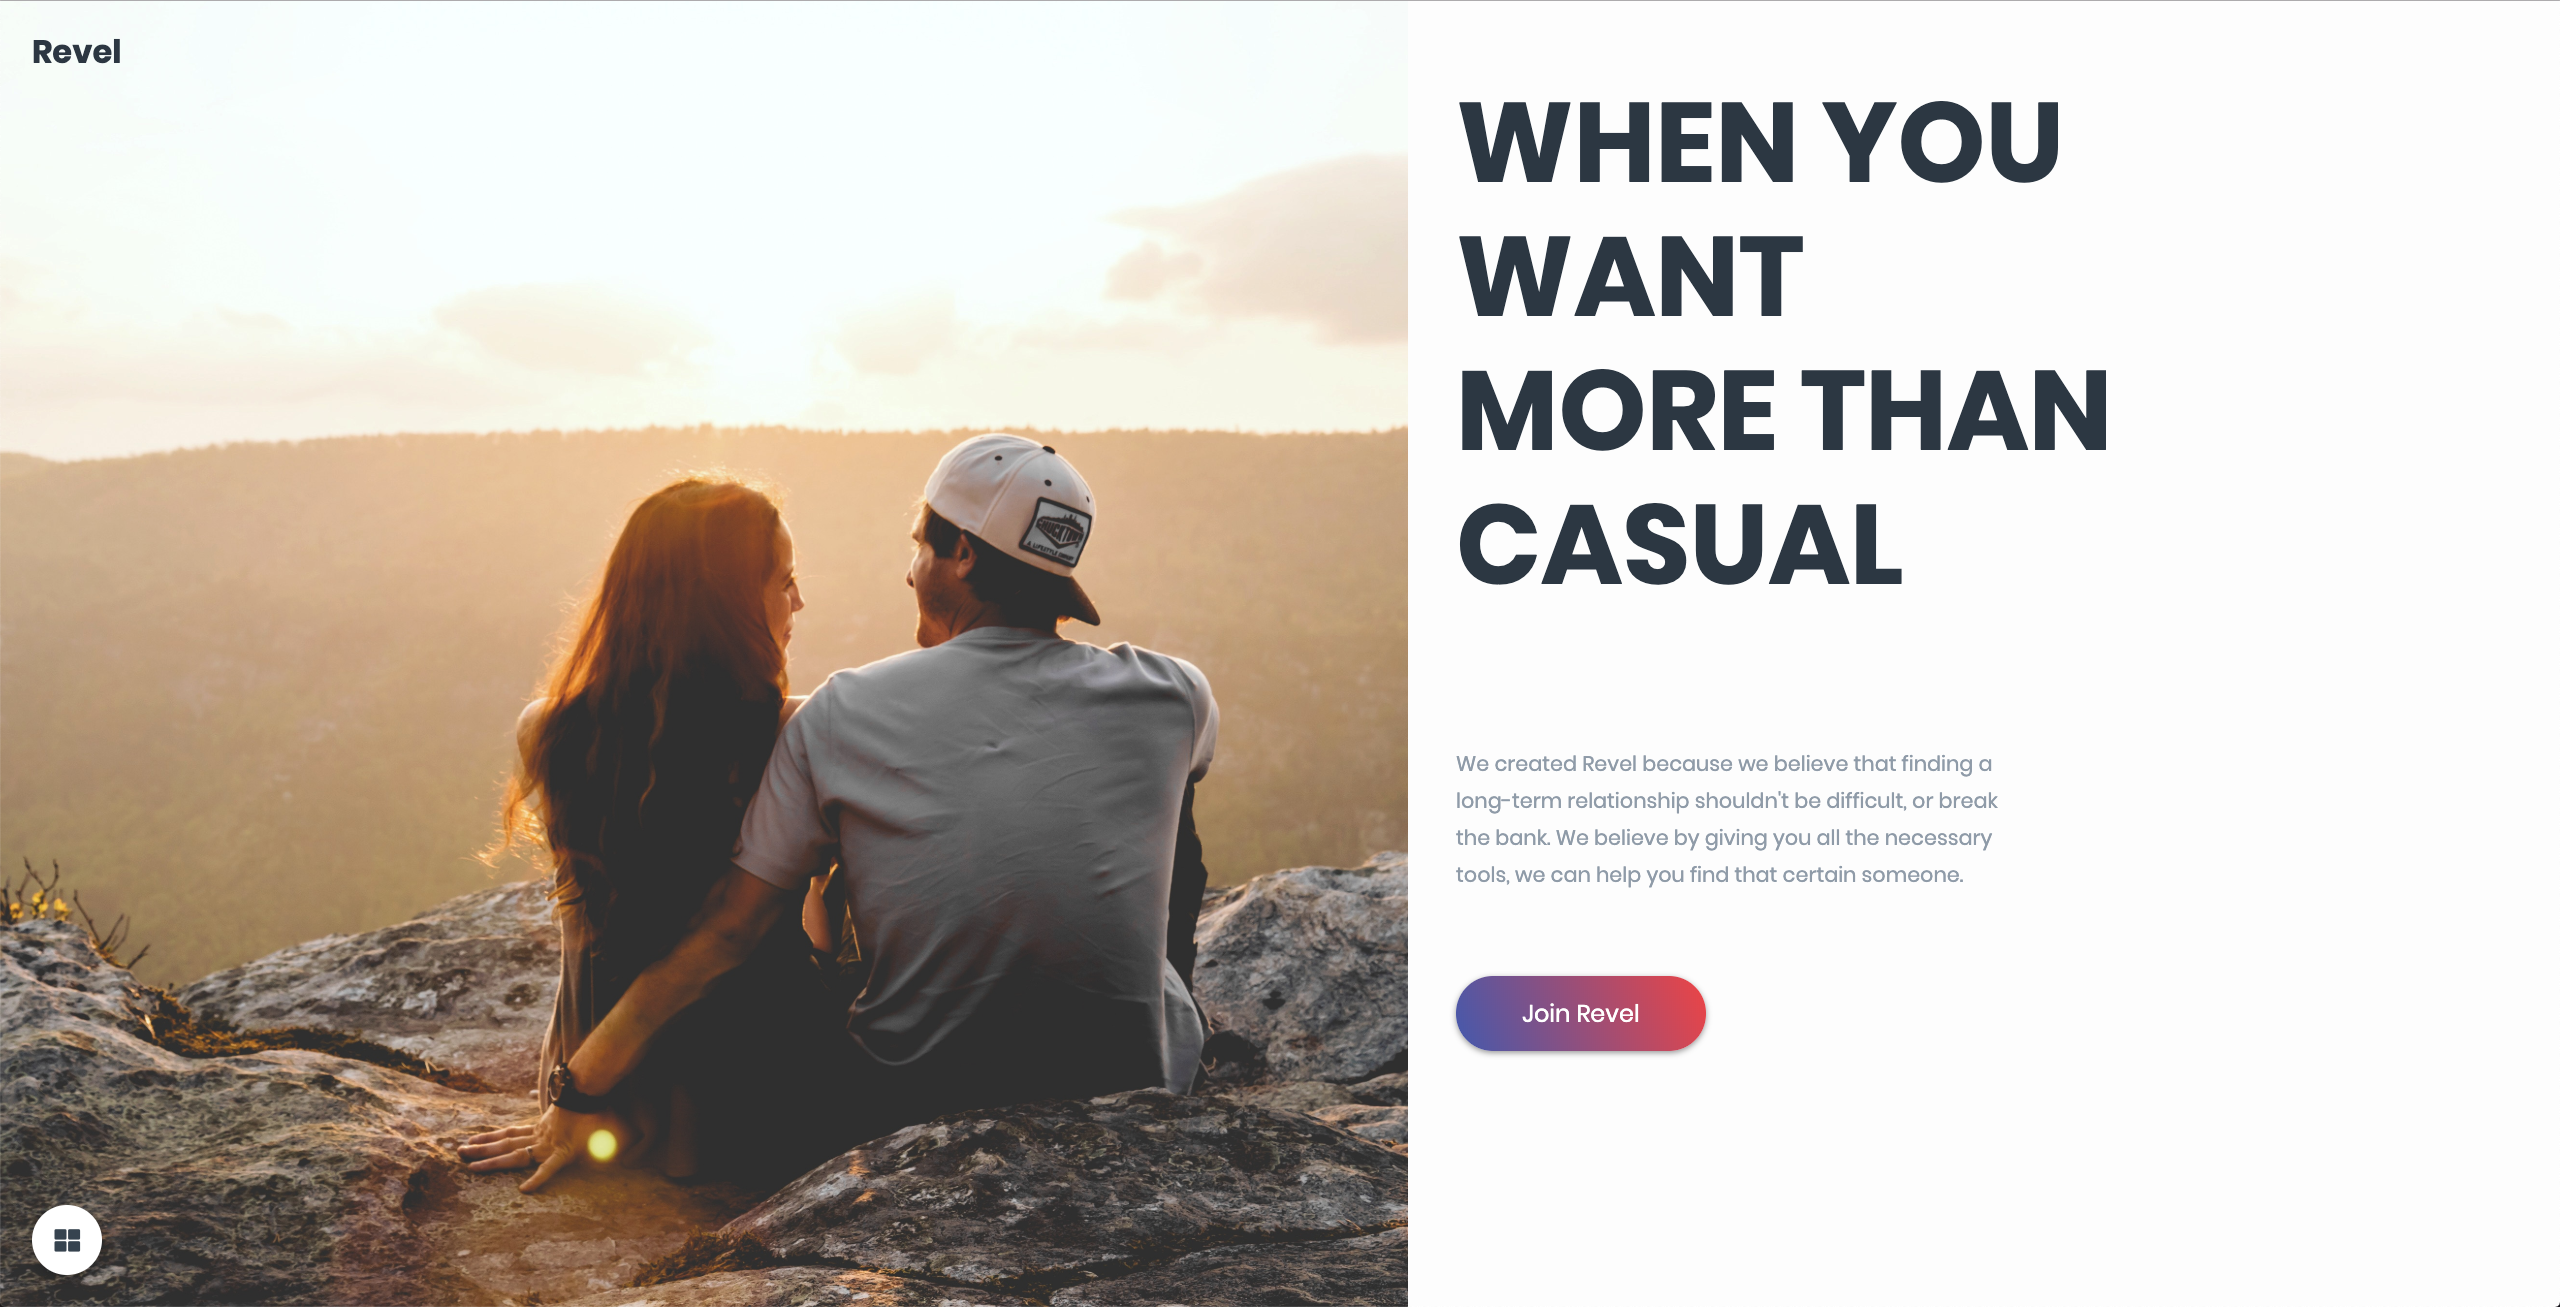 Revel
WHEN YOU
WANT
MORE THAN
CASUAL
We created Revel because we believe that finding a
long-term relationship shouldn't be difficult, or break
the bank. We believe by giving you all the necessary
tools, we can help you find that certain someone.
Join Revel